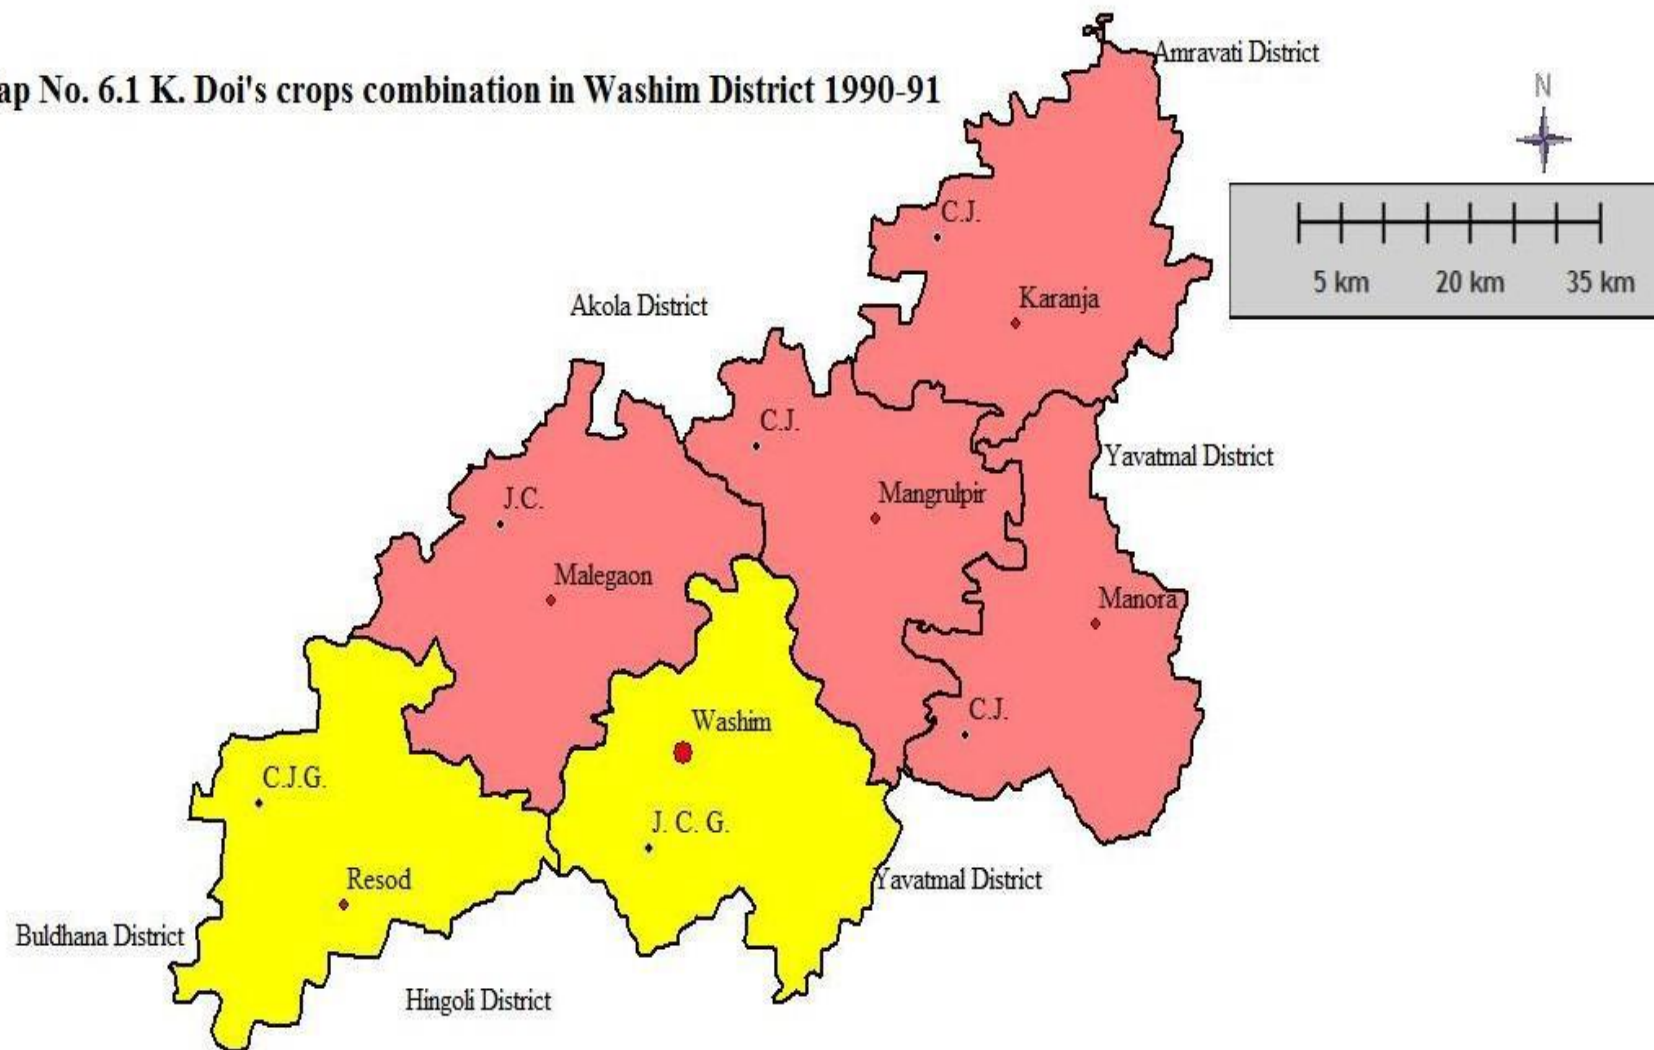 Amravati District
ap No. 6.1 K. Doi's crops combination in Washim District 1990-91
N
C.J.
5 km 20 km 35 km
Karanja
Akola District
C.J.
Yavatmal District
Mangrulpir
J.C.
Malegaon
Manora
C.J.
Washim
C.J.G.
J. C. G.
Resod
Yavatmal District
Buldhana District
Hingoli District